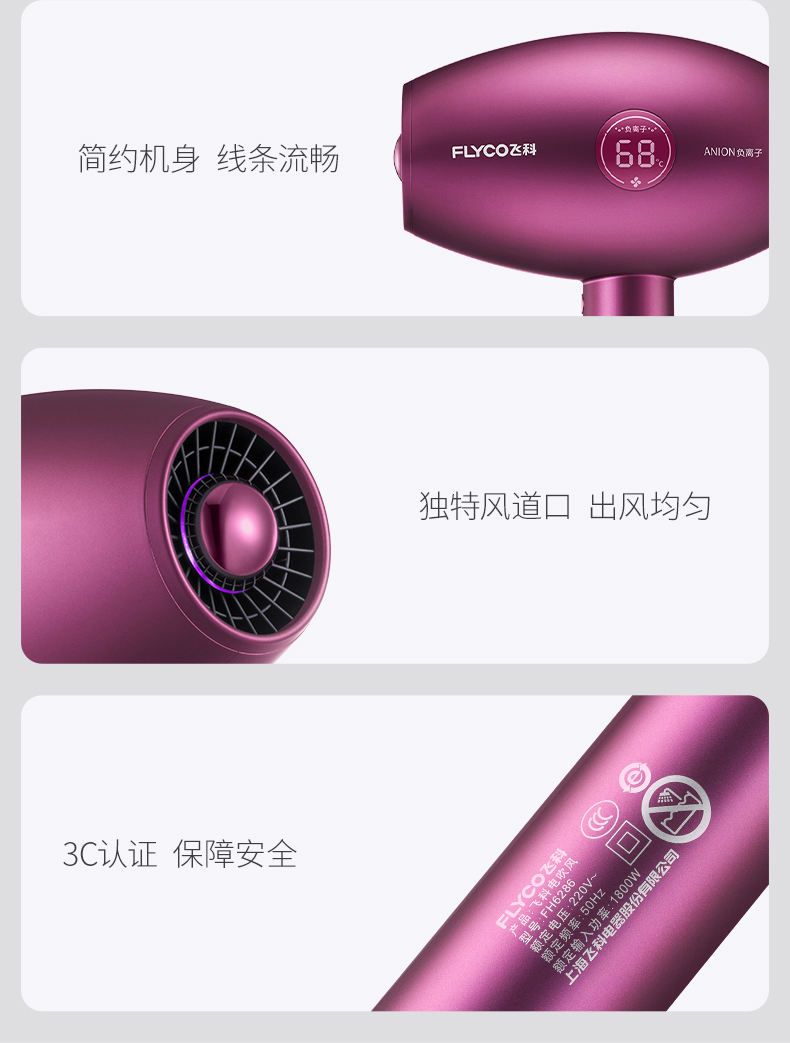 简约机身 线条流畅
FLYCO飞科
负离子
68℃
ANION负离子
独特风道口 出风均匀
3C认证 保障安全
FLYCO飞科
产品:飞科电吹风
型号:FH6286
额定电压:220V~
额定频率:50Hz
额定输入功率:1800W
上海飞科电器股份有限公司